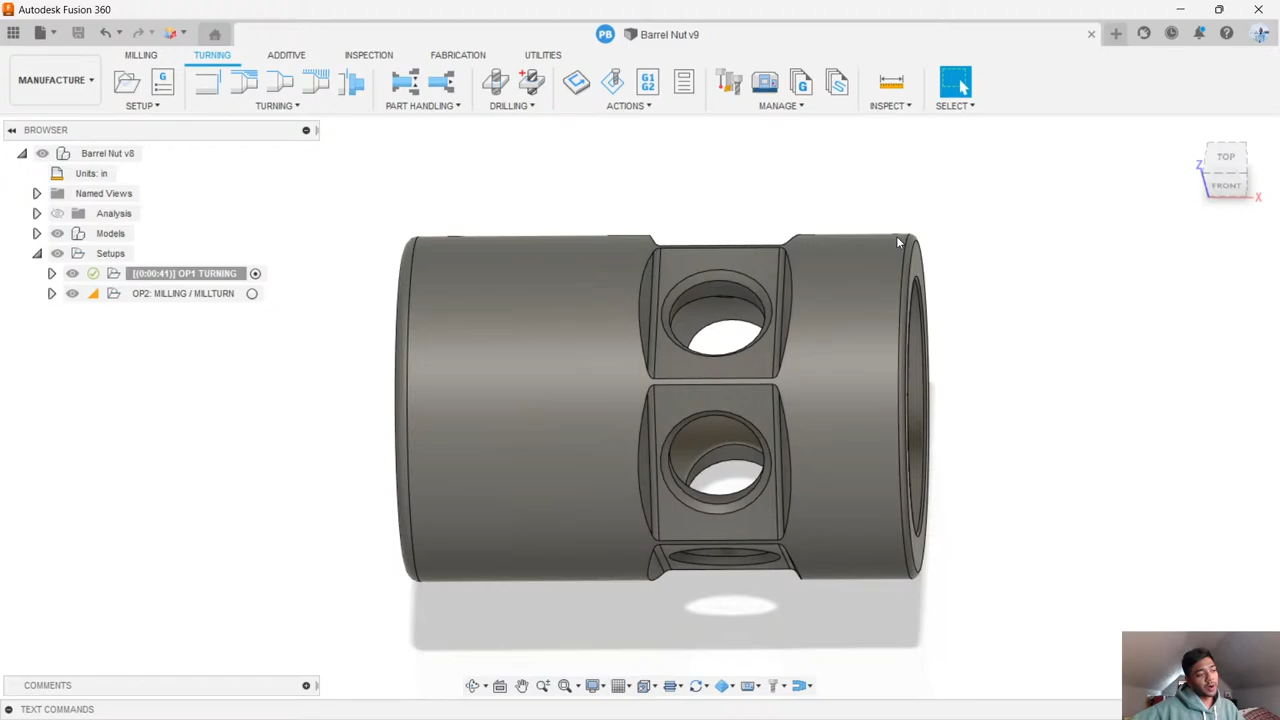 Autodesk Fusion 360
PB Barrel Nut v9
MILLING TURNING ADDITIVE INSPECTION FABRICATION UTILITIES
MANUFACTURE
G G1 G2 G
SETUP TURNING PART HANDLING DRILLING ACTIONS MANAGE INSPECT SELECT
BROWSER
Barrel Nut v8
Units: in
Named Views
Analysis
Models
Setups
[(0:00:41)] OP1 TURNING
OP2: MILLING / MILLTURN
TOP
FRONT
Z
X
COMMENTS
TEXT COMMANDS